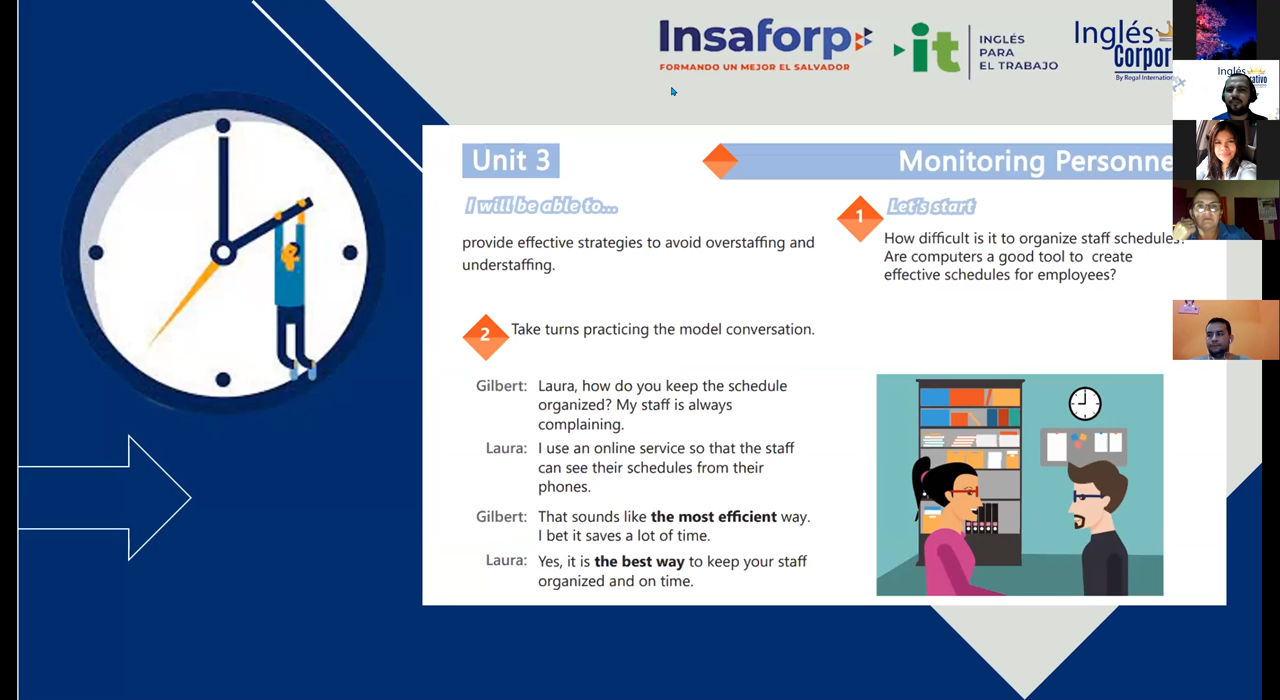 Insaforp
FORMANDO UN MEJOR EL SALVADOR
it
INGLÉS
PARA
EL TRABAJO
Inglés
Corpor
By Regal Internation
Inglés
ativo
Unit 3
Monitoring Personne
I will be able to...
provide effective strategies to avoid overstaffing and
understaffing.
1
Let's start
How difficult is it to organize staff schedules?
Are computers a good tool to create
effective schedules for employees?
2
Take turns practicing the model conversation.
Gilbert: Laura, how do you keep the schedule
organized? My staff is always
complaining.
Laura: I use an online service so that the staff
can see their schedules from their
phones.
Gilbert: That sounds like the most efficient way.
I bet it saves a lot of time.
Laura: Yes, it is the best way to keep your staff
organized and on time.